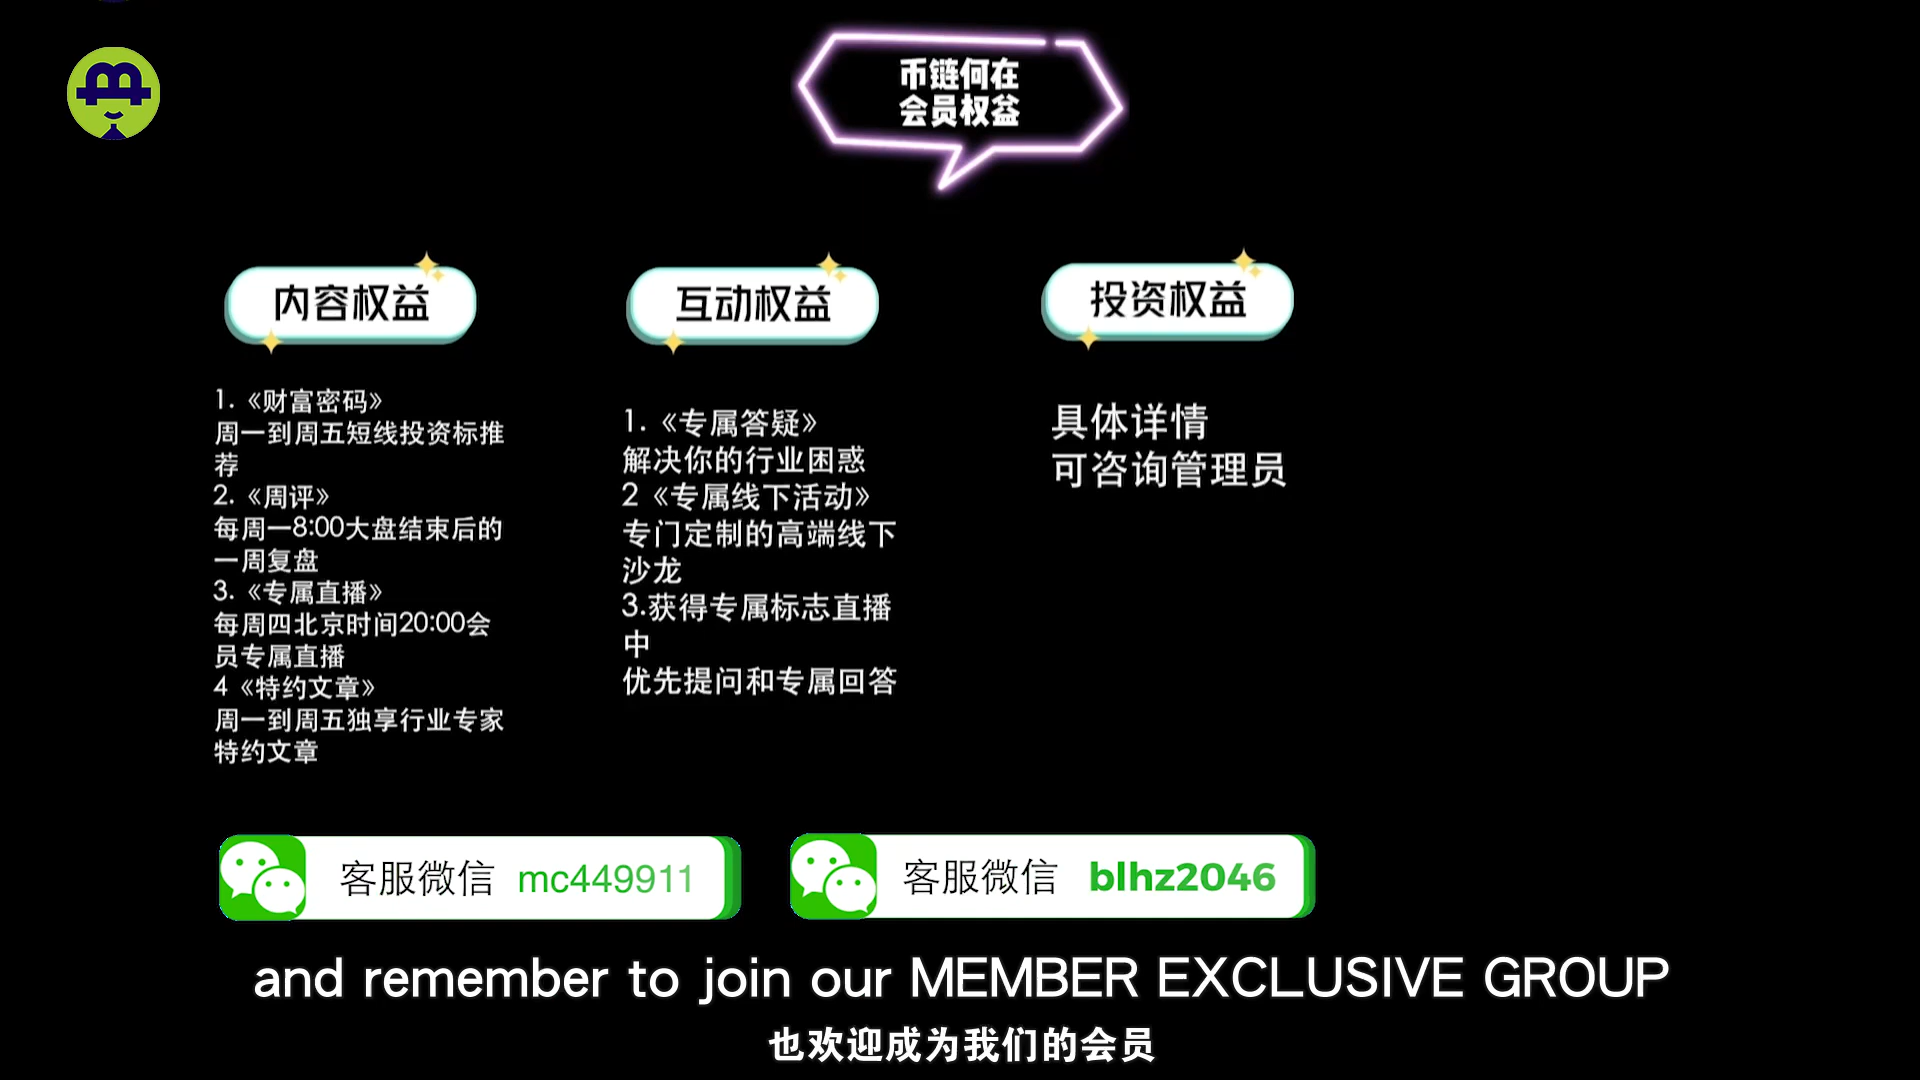 币链何在
会员权益
内容权益
1.《财富密码》
周一到周五短线投资标推
荐
2.《周评》
每周一8:00大盘结束后的
一周复盘
3.《专属直播》
每周四北京时间20:00会
员专属直播
4《特约文章》
周一到周五独享行业专家
特约文章
互动权益
1.《专属答疑》
解决你的行业困惑
2《专属线下活动》
专门定制的高端线下
沙龙
3.获得专属标志直播
中
优先提问和专属回答
投资权益
具体详情
可咨询管理员
客服微信 mc449911
客服微信 blhz2046
and remember to join our MEMBER EXCLUSIVE GROUP
也欢迎成为我们的会员